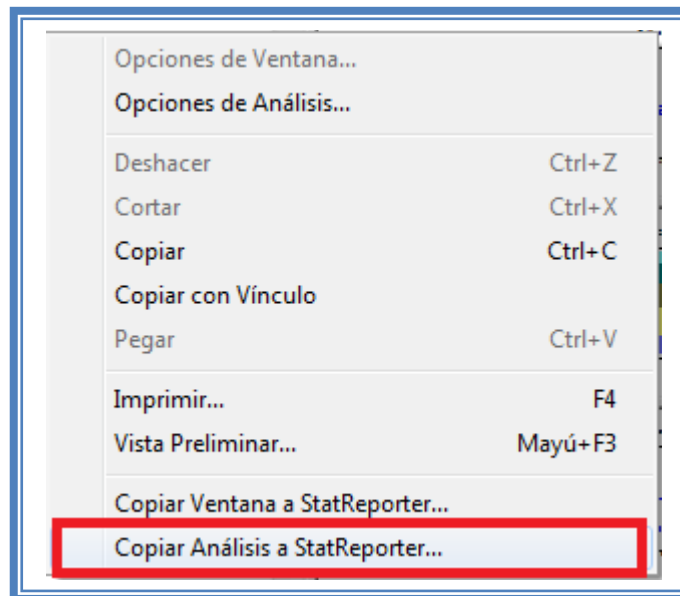 Opciones de Ventana...
Opciones de Análisis...
Deshacer Ctrl+Z
Cortar Ctrl+X
Copiar Ctrl+C
Copiar con Vínculo
Pegar Ctrl+V
Imprimir... F4
Vista Preliminar... Mayú+F3
Copiar Ventana a StatReporter...
Copiar Análisis a StatReporter...